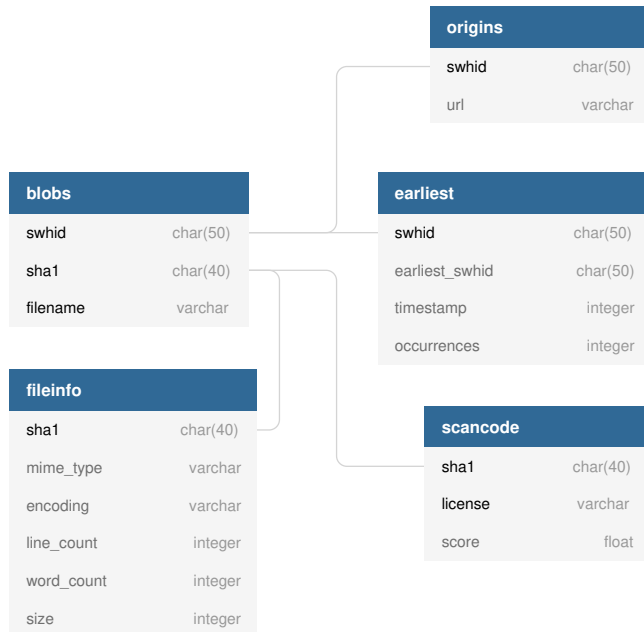 origins
swhid char(50)
url varchar
blobs
swhid char(50)
sha1 char(40)
filename varchar
earliest
swhid char(50)
earliest_swhid char(50)
timestamp integer
occurrences integer
fileinfo
sha1 char(40)
mime_type varchar
encoding varchar
line_count integer
word_count integer
size integer
scancode
sha1 char(40)
license varchar
score float